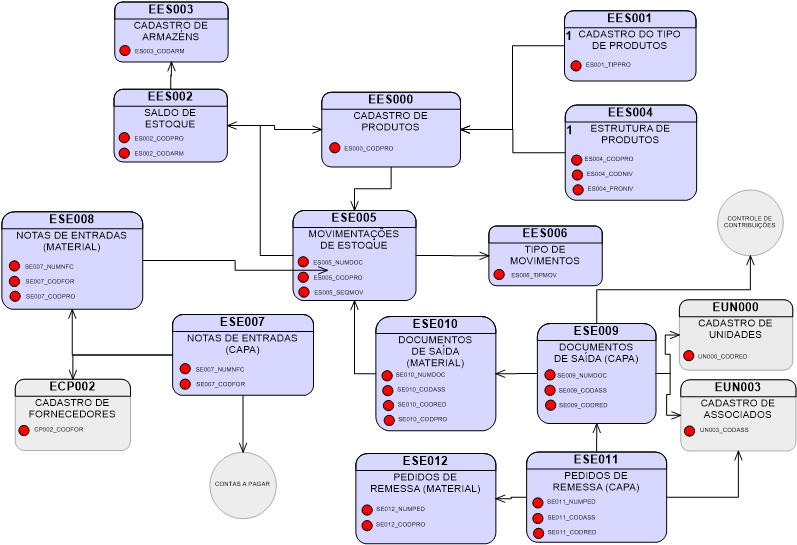 EES003
CADASTRO DE
ARMAZÉNS
ES003_CODARM
EES001
1 CADASTRO DO TIPO
DE PRODUTOS
ES001_TIPPRO
EES002
SALDO DE
ESTOQUE
ES002_CODPRO
ES002_CODARM
EES000
CADASTRO DE
PRODUTOS
ES000_CODPRO
EES004
1 ESTRUTURA DE
PRODUTOS
ES004_CODPRO
ES004_CODNIV
ES004_PRONIV
ESE008
NOTAS DE ENTRADAS
(MATERIAL)
SE007_NUMNFC
SE007_CODFOR
SE007_CODPRO
ESE005
MOVIMENTAÇÕES
DE ESTOQUE
ES005_NUMDOC
ES005_CODPRO
ES005_SEQMOV
EES006
TIPO DE
MOVIMENTOS
ES006_TIPMOV
CONTROLE DE
CONTRIBUIÇÕES
ESE007
NOTAS DE ENTRADAS
(CAPA)
SE007_NUMNFC
SE007_CODFOR
ESE010
DOCUMENTOS
DE SAÍDA
(MATERIAL)
SE010_NUMDOC
SE010_CODASS
SE010_CODRED
SE010_CODPRO
ESE009
DOCUMENTOS
DE SAÍDA (CAPA)
SE009_NUMDOC
SE009_CODASS
SE009_CODRED
EUN000
CADASTRO DE
UNIDADES
UN000_CODRED
ECP002
CADASTRO DE
FORNECEDORES
CP002_CODFOR
EUN003
CADASTRO DE
ASSOCIADOS
UN003_CODASS
CONTAS A PAGAR
ESE012
PEDIDOS DE
REMESSA (MATERIAL)
SE012_NUMPED
SE012_CODPRO
ESE011
PEDIDOS DE
REMESSA (CAPA)
SE011_NUMPED
SE011_CODASS
SE011_CODRED